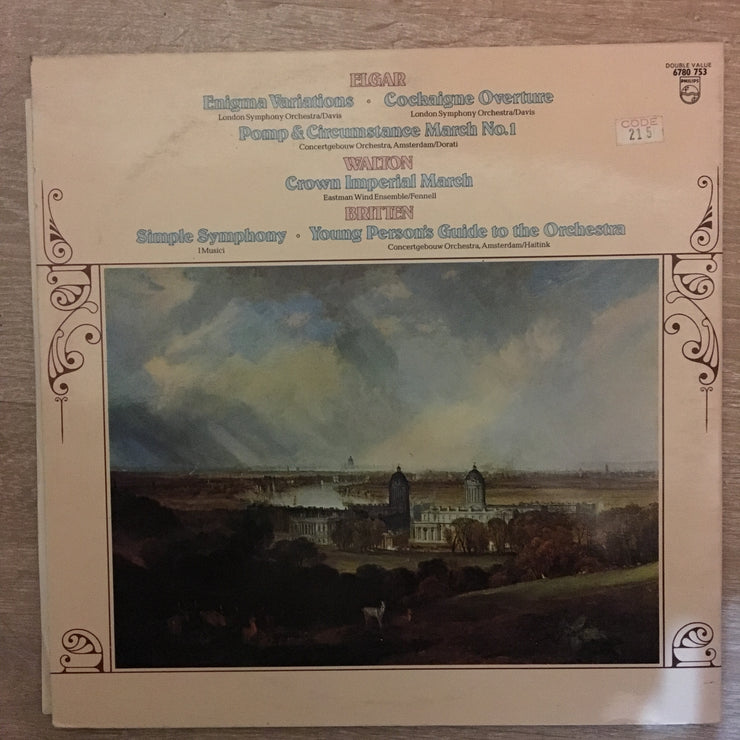 ELGAR
Enigma Variations • Cockaigne Overture
London Symphony Orchestra/Davis London Symphony Orchestra/Davis
Pomp & Circumstance March No.1
Concertgebouw Orchestra, Amsterdam/Dorati
WALTON
Crown Imperial March
Eastman Wind Ensemble/Fennell
BRITTEN
Simple Symphony • Young Person's Guide to the Orchestra
I Musici Concertgebouw Orchestra, Amsterdam/Haitink
DOUBLE VALUE
6780 753
PHILIPS
CODE
215